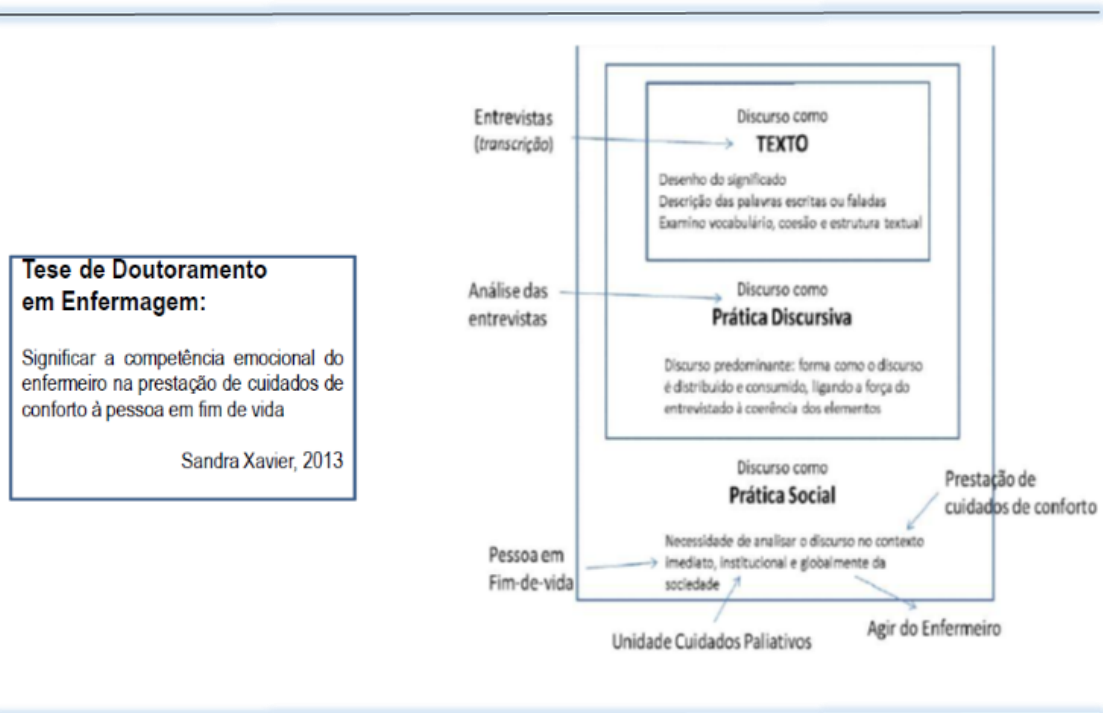 Tese de Doutoramento
em Enfermagem:
Significar a competência emocional do
enfermeiro na prestação de cuidados de
conforto à pessoa em fim de vida
Sandra Xavier, 2013
Entrevistas
(transcrição)
Discurso como
TEXTO
Desenho do significado
Descrição das palavras escritas ou faladas
Examino vocabulário, coesão e estrutura textual
Análise das
entrevistas
Discurso como
Prática Discursiva
Discurso predominante: forma como o discurso
é distribuído e consumido, ligando a força do
entrevistado à coerência dos elementos
Discurso como
Prática Social
Prestação de
cuidados de conforto
Necessidade de analisar o discurso no contexto
imediato, institucional e globalmente da
sociedade
Pessoa em
Fim-de-vida
Unidade Cuidados Paliativos
Agir do Enfermeiro